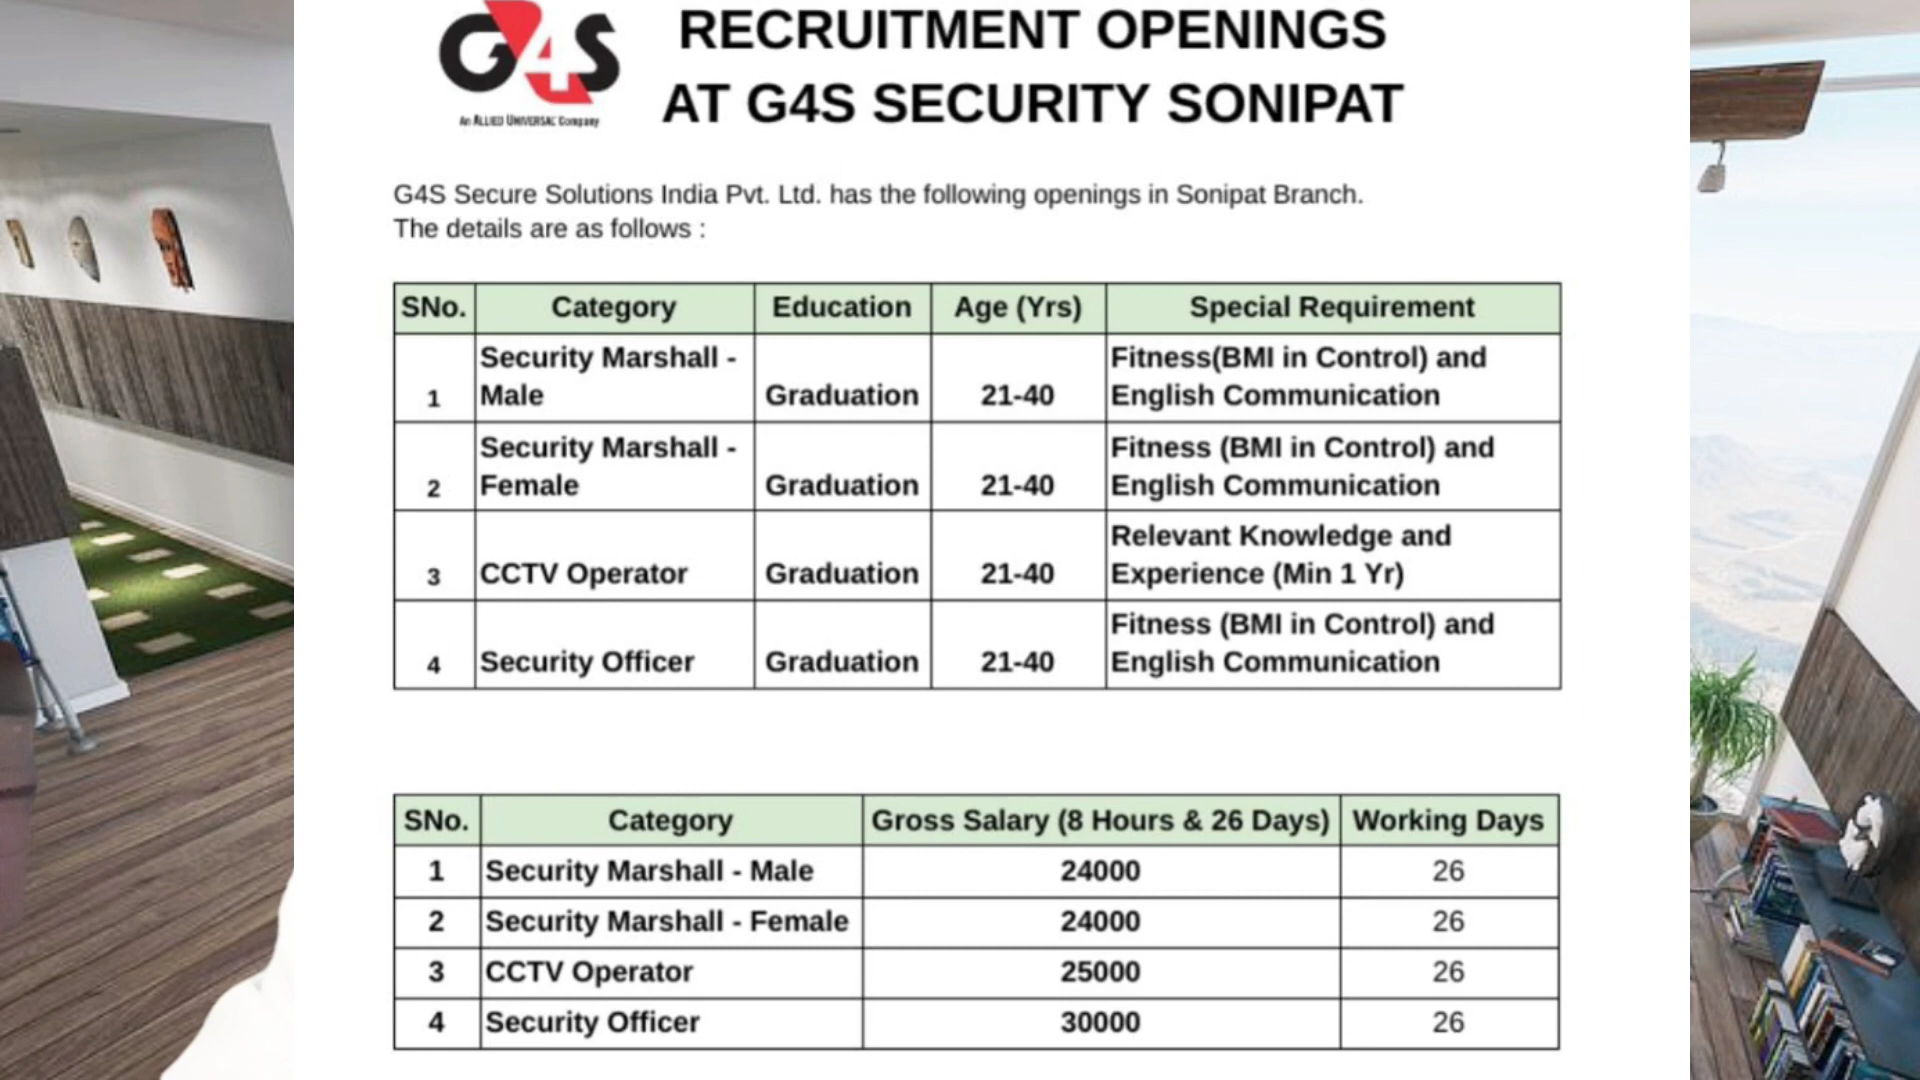 G4S
An ALLIED UNIVERSAL Company
RECRUITMENT OPENINGS
AT G4S SECURITY SONIPAT
G4S Secure Solutions India Pvt. Ltd. has the following openings in Sonipat Branch.
The details are as follows :
SNo. Category Education Age (Yrs) Special Requirement
1 Security Marshall - Male Graduation 21-40 Fitness(BMI in Control) and English Communication
2 Security Marshall - Female Graduation 21-40 Fitness (BMI in Control) and English Communication
3 CCTV Operator Graduation 21-40 Relevant Knowledge and Experience (Min 1 Yr)
4 Security Officer Graduation 21-40 Fitness (BMI in Control) and English Communication
SNo. Category Gross Salary (8 Hours & 26 Days) Working Days
1 Security Marshall - Male 24000 26
2 Security Marshall - Female 24000 26
3 CCTV Operator 25000 26
4 Security Officer 30000 26